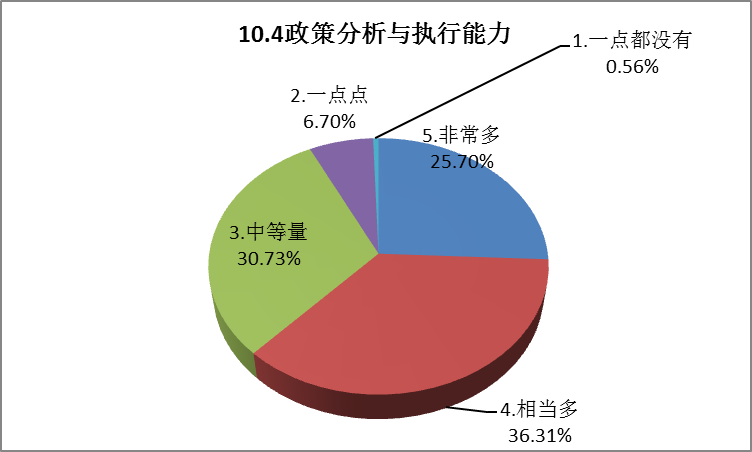 10.4政策分析与执行能力
1.一点都没有
0.56%
2.一点点
6.70%
5.非常多
25.70%
3.中等量
30.73%
4.相当多
36.31%